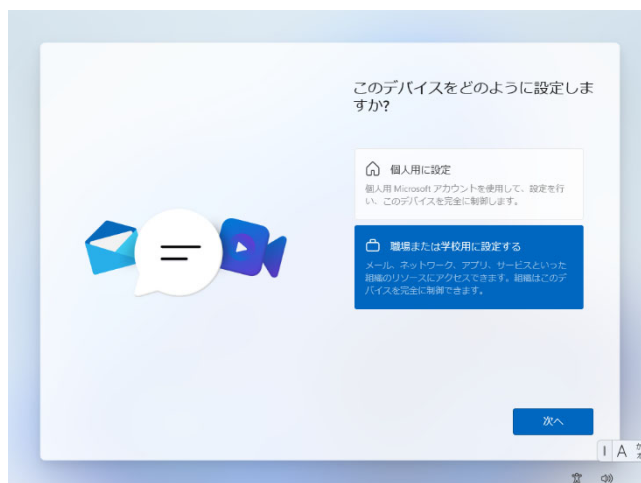 このデバイスをどのように設定しま
すか?
個人用に設定
個人用 Microsoft アカウントを使用して、設定を行
い、このデバイスを完全に制御します。
職場または学校用に設定する
メール、ネットワーク、アプリ、サービスといった
組織のリソースにアクセスできます。組織はこのデ
バイスを完全に制御できます。
次へ
A